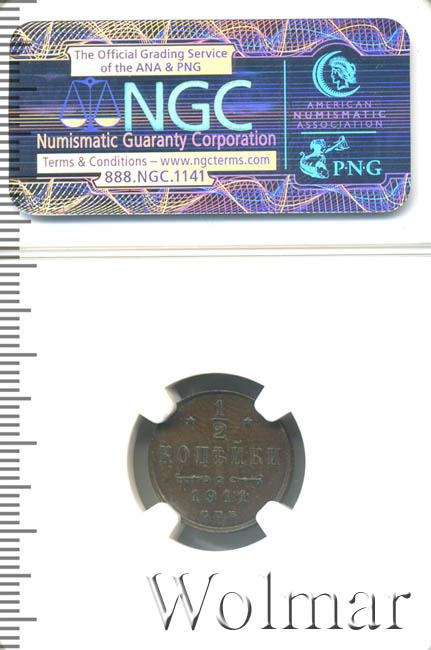 The Official Grading Service
of the ANA & PNG
NGC
Numismatic Guaranty Corporation
Terms & Conditions – www.ngcterms.com
888.NGC.1141
AMERICAN
NUMISMATIC
ASSOCIATION
P·N·G
1
2
КОПѢЙКИ
1911
С.П.Б.
Wolmar